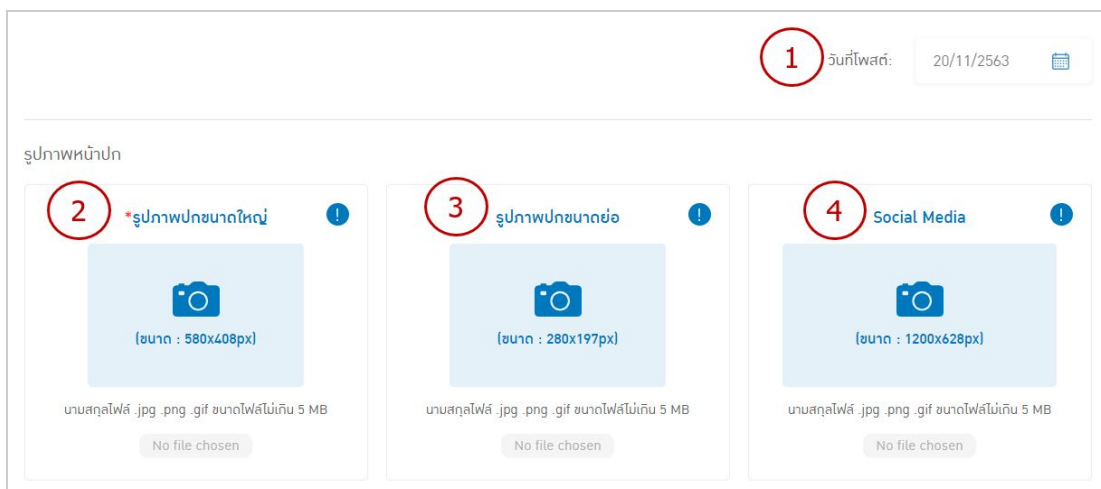 1 วันที่โพสต์: 20/11/2563
รูปภาพหน้าปก
2 *รูปภาพปกขนาดใหญ่ !
(ขนาด : 580x408px)
นามสกุลไฟล์ .jpg .png .gif ขนาดไฟล์ไม่เกิน 5 MB
No file chosen
3 รูปภาพปกขนาดย่อ !
(ขนาด : 280x197px)
นามสกุลไฟล์ .jpg .png .gif ขนาดไฟล์ไม่เกิน 5 MB
No file chosen
4 Social Media !
(ขนาด : 1200x628px)
นามสกุลไฟล์ .jpg .png .gif ขนาดไฟล์ไม่เกิน 5 MB
No file chosen